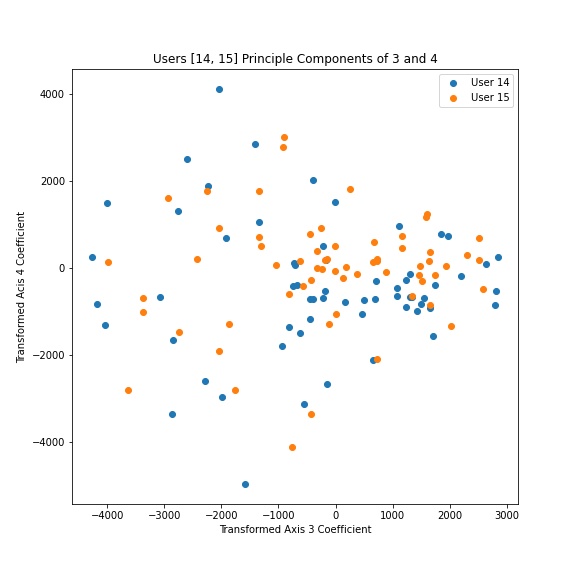 Users [14, 15] Principle Components of 3 and 4
User 14
User 15
4000
2000
0
−2000
−4000
Transformed Acis 4 Coefficient
−4000 −3000 −2000 −1000 0 1000 2000 3000
Transformed Axis 3 Coefficient